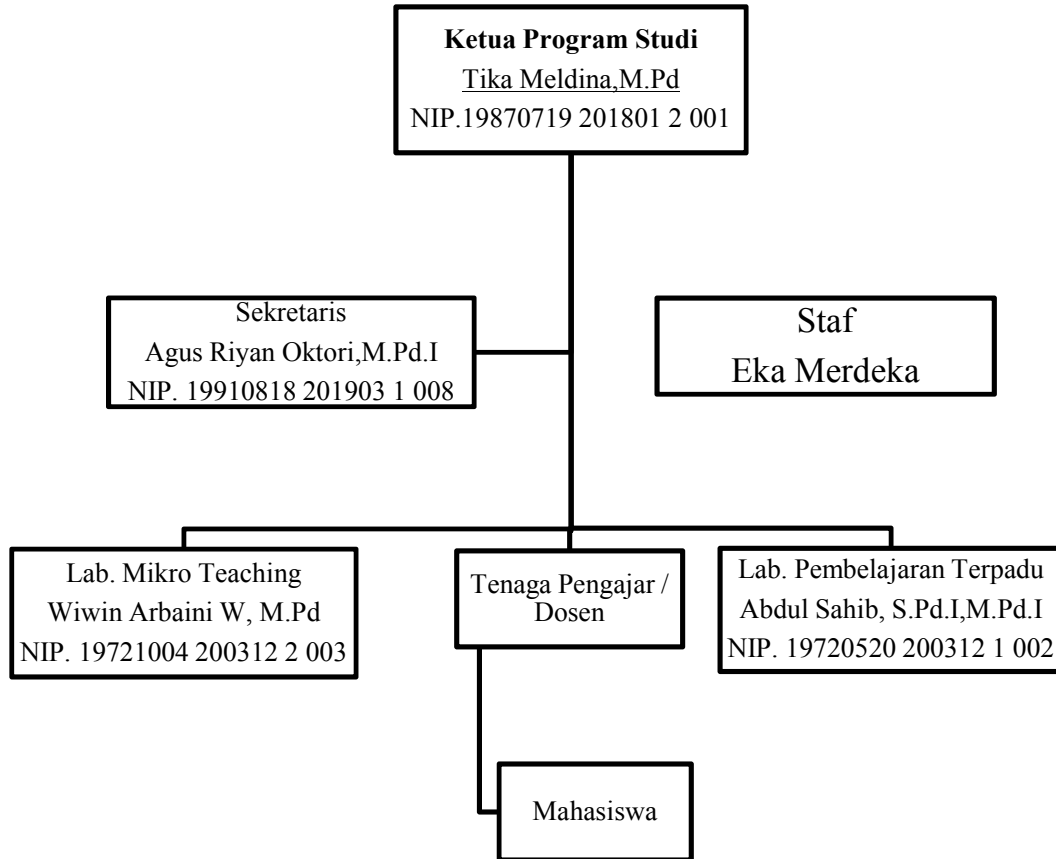 Ketua Program Studi
Tika Meldina,M.Pd
NIP.19870719 201801 2 001
Sekretaris
Agus Riyan Oktori,M.Pd.I
NIP. 19910818 201903 1 008
Staf
Eka Merdeka
Lab. Mikro Teaching
Wiwin Arbaini W, M.Pd
NIP. 19721004 200312 2 003
Tenaga Pengajar /
Dosen
Lab. Pembelajaran Terpadu
Abdul Sahib, S.Pd.I,M.Pd.I
NIP. 19720520 200312 1 002
Mahasiswa